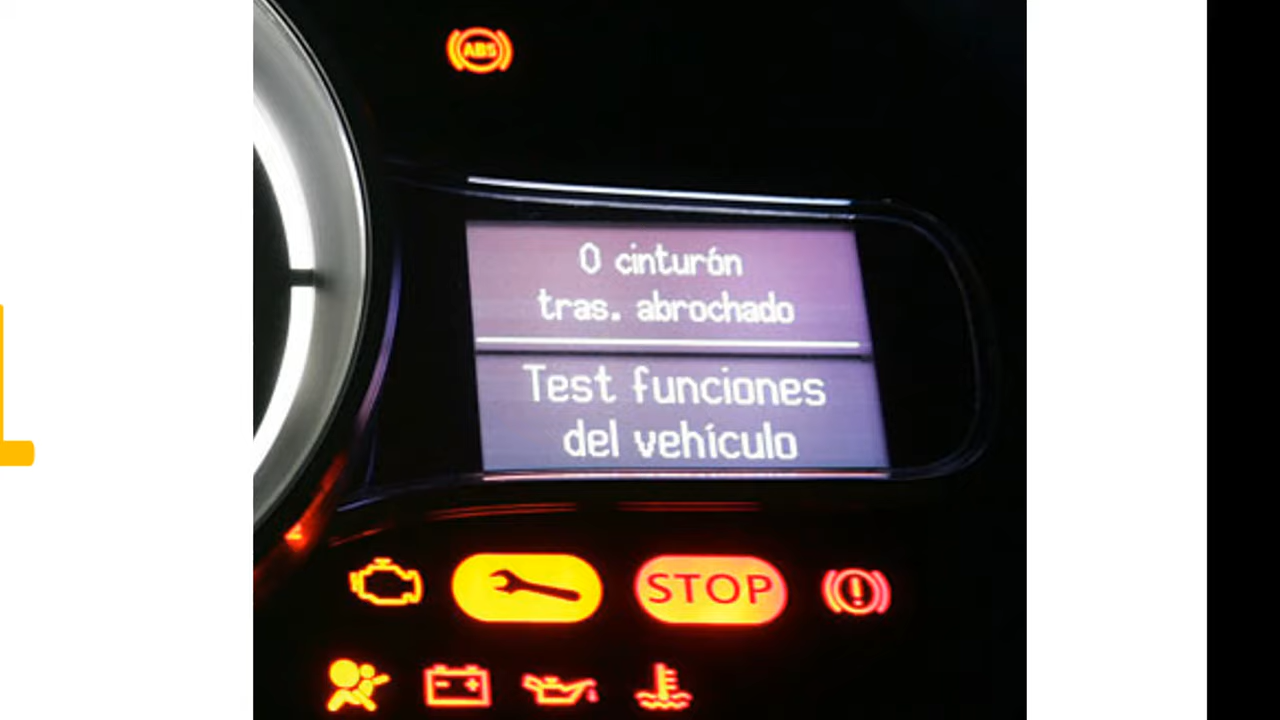 ABS
0 cinturón
tras. abrochado
Test funciones
del vehículo
STOP